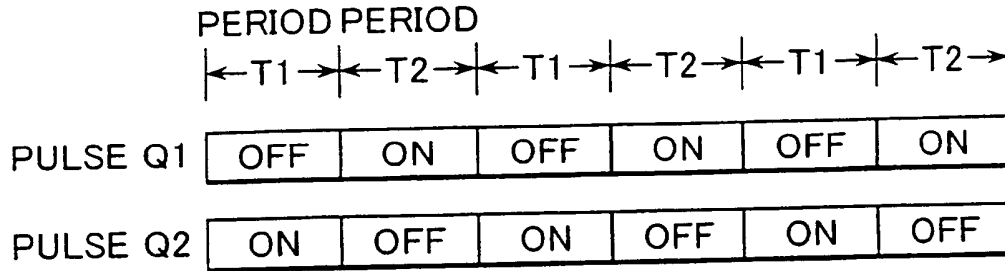 PERIOD PERIOD
T1 T2 T1 T2 T1 T2
PULSE Q1 OFF ON OFF ON OFF ON
PULSE Q2 ON OFF ON OFF ON OFF